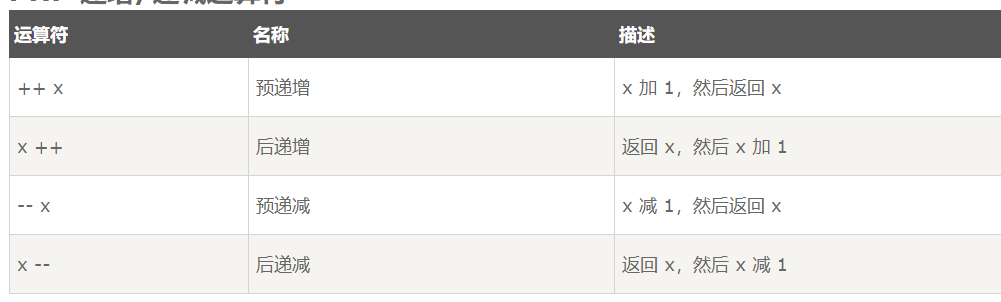 运算符 名称 描述
++ x 预递增 x 加 1，然后返回 x
x ++ 后递增 返回 x，然后 x 加 1
-- x 预递减 x 减 1，然后返回 x
x -- 后递减 返回 x，然后 x 减 1